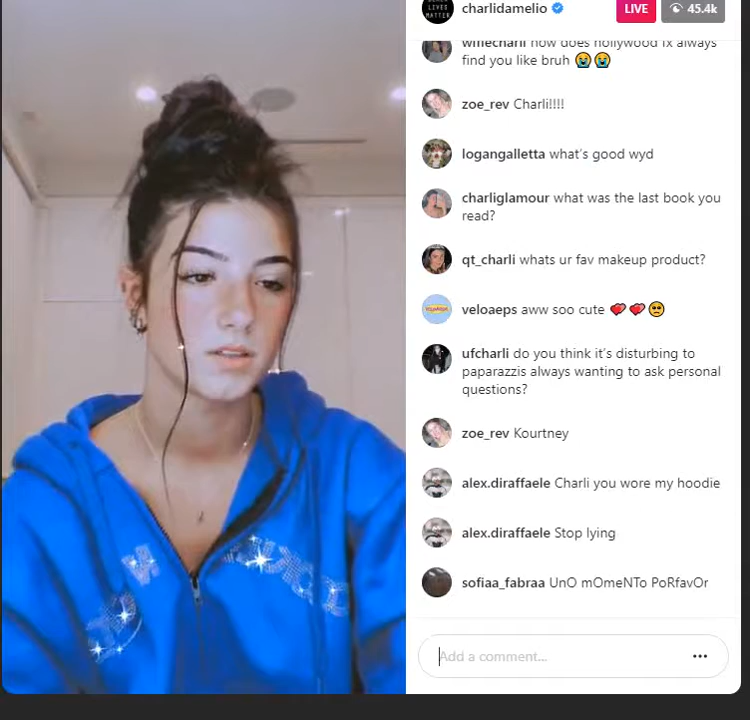 LIVES
MATTER
charlidamelio
LIVE
45.4k
wifiecharli how does hollywood fx always
find you like bruh 😭😭
zoe_rev Charli!!!!
logangalletta what's good wyd
charliglamour what was the last book you
read?
qt_charli whats ur fav makeup product?
veloaeps aww soo cute 💕💕🥺
ufcharli do you think it's disturbing to
paparazzis always wanting to ask personal
questions?
zoe_rev Kourtney
alex.diraffaele Charli you wore my hoodie
alex.diraffaele Stop lying
sofiaa_fabraa UnO mOmeNTo PoRfavOr
Add a comment...